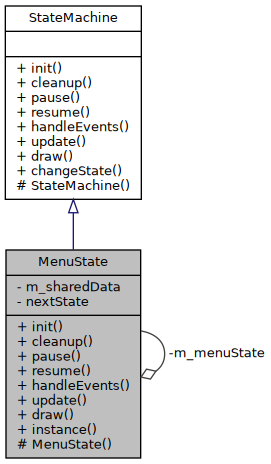 StateMachine
+ init()
+ cleanup()
+ pause()
+ resume()
+ handleEvents()
+ update()
+ draw()
+ changeState()
# StateMachine()
MenuState
- m_sharedData
- nextState
+ init()
+ cleanup()
+ pause()
+ resume()
+ handleEvents()
+ update()
+ draw()
+ instance()
# MenuState()
-m_menuState